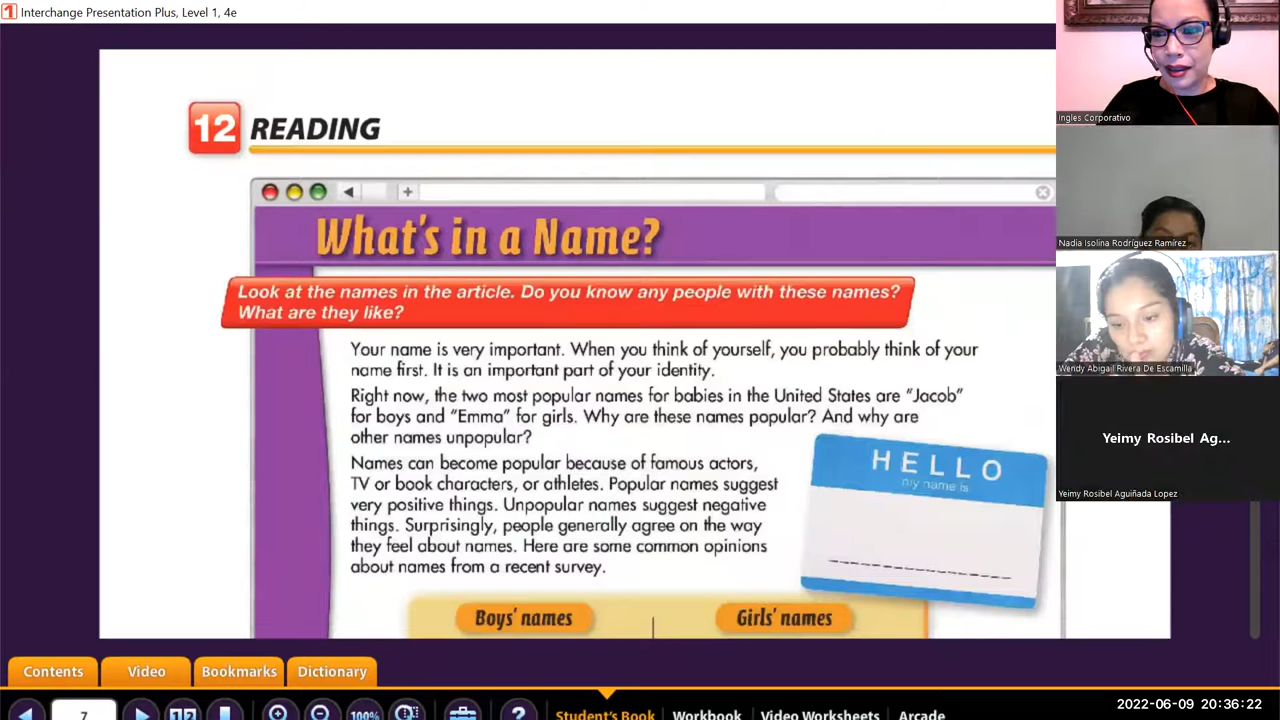 Interchange Presentation Plus, Level 1, 4e
12 READING
What's in a Name?
Look at the names in the article. Do you know any people with these names?
What are they like?
Your name is very important. When you think of yourself, you probably think of your
name first. It is an important part of your identity.
Right now, the two most popular names for babies in the United States are "Jacob"
for boys and "Emma" for girls. Why are these names popular? And why are
other names unpopular?
Names can become popular because of famous actors,
TV or book characters, or athletes. Popular names suggest
very positive things. Unpopular names suggest negative
things. Surprisingly, people generally agree on the way
they feel about names. Here are some common opinions
about names from a recent survey.
HELLO
my name is
Boys' names
Girls' names
Ingles Corporativo
Nadia Isolina Rodríguez Ramírez
Wendy Abigail Rivera De Escamilla
Yeimy Rosibel Ag...
Yeimy Rosibel Aguiñada Lopez
Contents Video Bookmarks Dictionary
7
100%
?
Student's Book Workbook Video Worksheets Arcade
2022-06-09 20:36:22